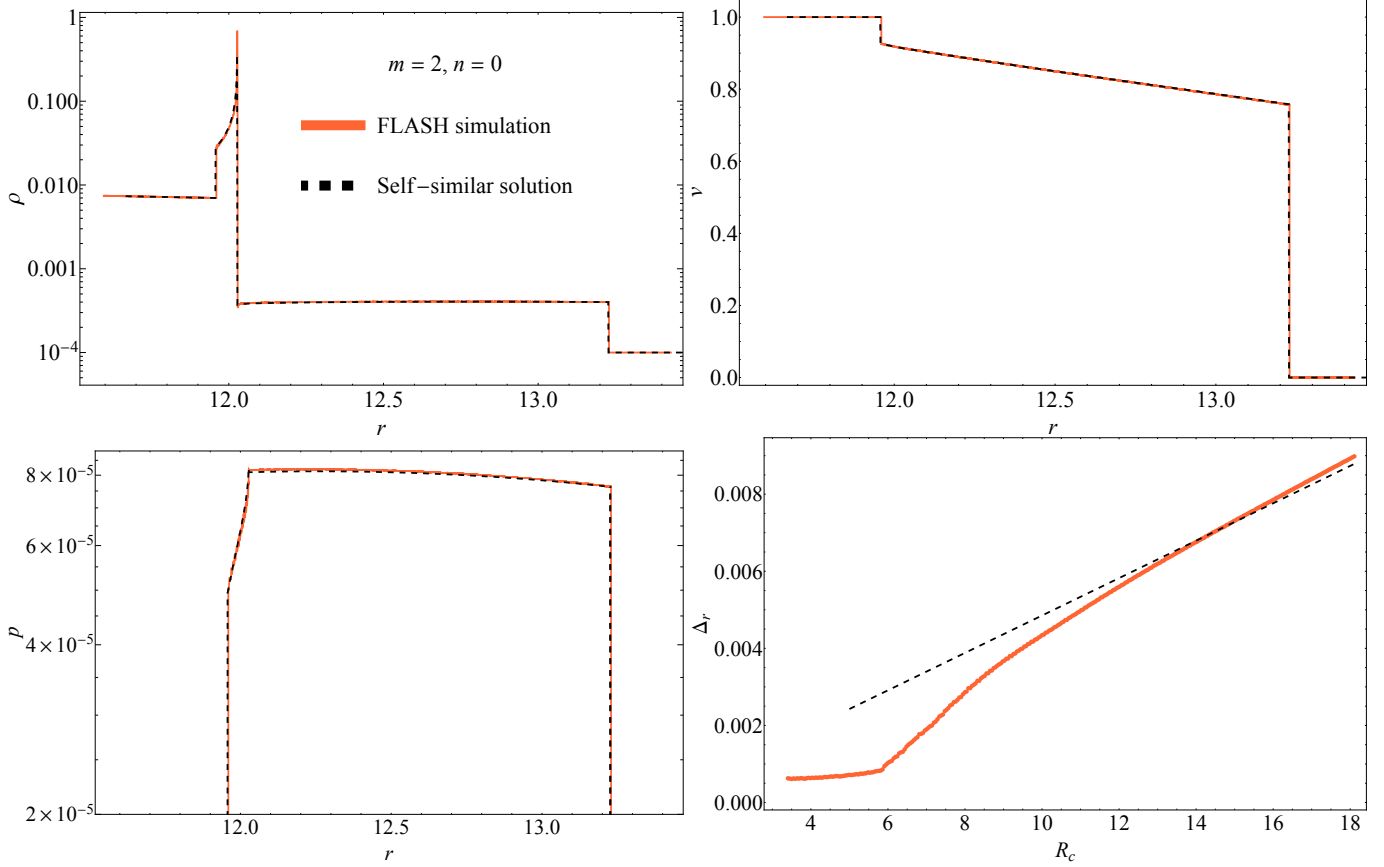 1
0.100
0.010
0.001
10⁻⁴
ρ
m = 2, n = 0
FLASH simulation
Self−similar solution
12.0 12.5 13.0
r
1.0
0.8
0.6
0.4
0.2
0.0
v
12.0 12.5 13.0
r
8 × 10⁻⁵
6 × 10⁻⁵
4 × 10⁻⁵
2 × 10⁻⁵
p
12.0 12.5 13.0
r
0.008
0.006
0.004
0.002
0.000
Δᵣ
4 6 8 10 12 14 16 18
R_c